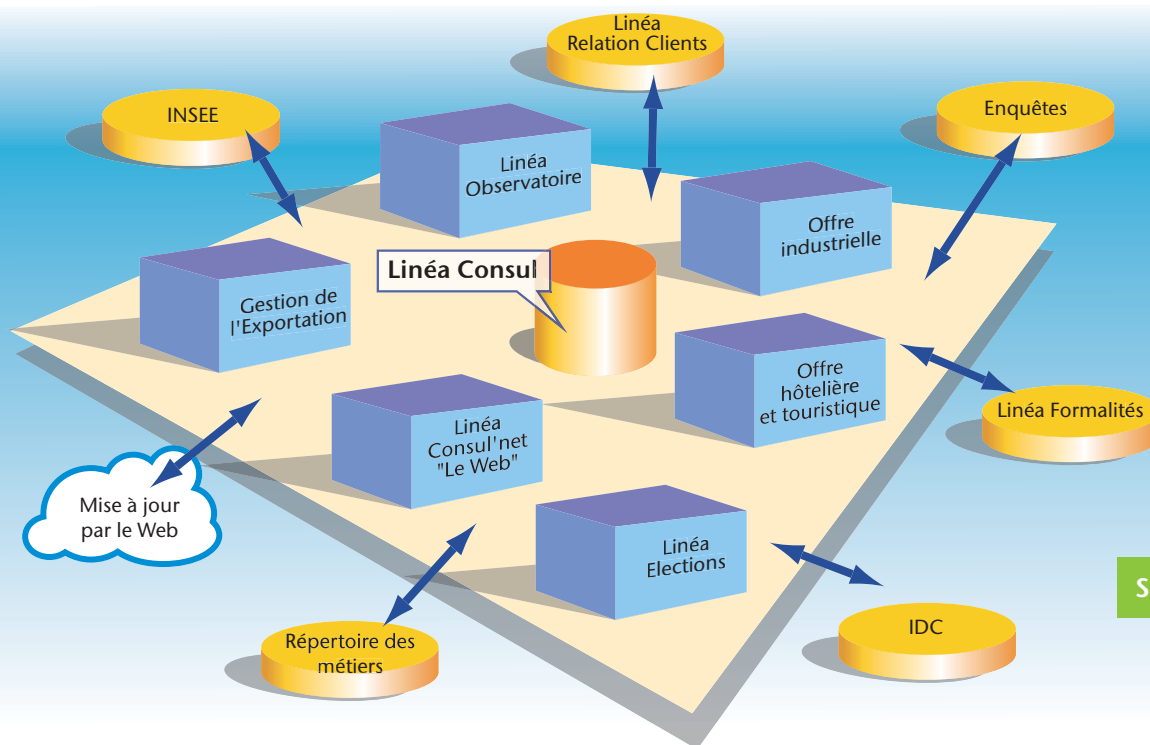 Linéa
Relation Clients
INSEE
Enquêtes
Linéa
Observatoire
Offre
industrielle
Linéa Consul
Gestion de
l'Exportation
Offre
hôtelière
et touristique
Linéa Formalités
Linéa
Consul'net
"Le Web"
Mise à jour
par le Web
Linéa
Elections
S
IDC
Répertoire des
métiers